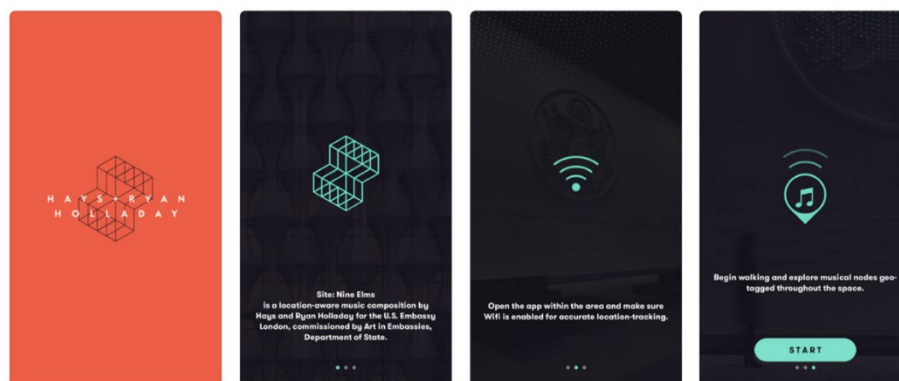 HAYS + RYAN
HOLLADAY
Site: Nine Elms
is a location-aware music composition by
Hays and Ryan Holladay for the U.S. Embassy
London, commissioned by Art in Embassies,
Department of State.
Open the app within the area and make sure
Wifi is enabled for accurate location-tracking.
Begin walking and explore musical nodes geo-
tagged throughout the space.
START